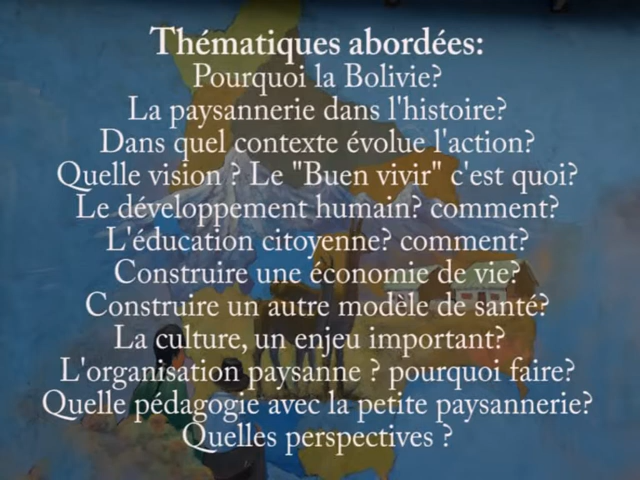 Thématiques abordées:
Pourquoi la Bolivie?
La paysannerie dans l'histoire?
Dans quel contexte évolue l'action?
Quelle vision ? Le "Buen vivir" c'est quoi?
Le développement humain? comment?
L'éducation citoyenne? comment?
Construire une économie de vie?
Construire un autre modèle de santé?
La culture, un enjeu important?
L'organisation paysanne ? pourquoi faire?
Quelle pédagogie avec la petite paysannerie?
Quelles perspectives ?